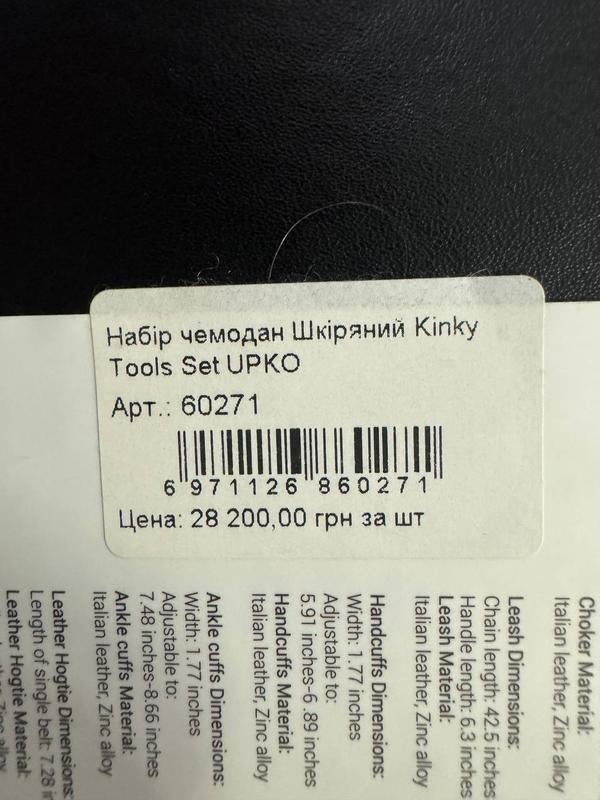 Набір чемодан Шкіряний Kinky
Tools Set UPKO
Арт.: 60271
6 971126 860271
Цена: 28 200,00 грн за шт
Choker Material:
Italian leather, Zinc alloy
Leash Dimensions:
Chain length: 42.5 inches
Handle length: 6.3 inches
Leash Material:
Italian leather, Zinc alloy
Handcuffs Dimensions:
Width: 1.77 inches
Adjustable to:
5.91 inches-6 .89 inches
Handcuffs Material:
Italian leather, Zinc alloy
Ankle cuffs Dimensions:
Width: 1.77 inches
Adjustable to:
7.48 inches-8.66 inches
Ankle cuffs Material:
Italian leather, Zinc alloy
Leather Hogtie Dimensions:
Length of single belt: 7.28
Leather Hogtie Material: